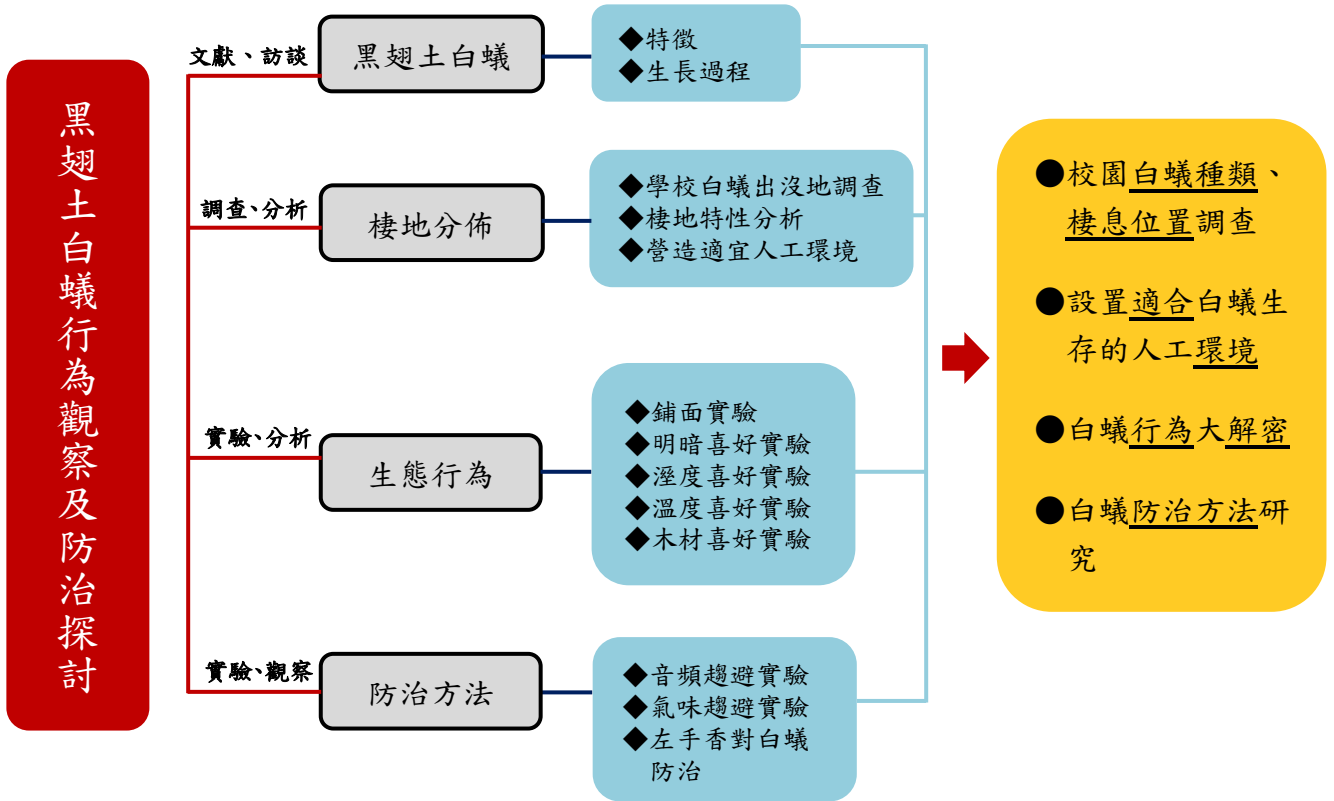 黑翅土白蟻行為觀察及防治探討
文獻、訪談
黑翅土白蟻
◆特徵
◆生長過程
調查、分析
棲地分佈
◆學校白蟻出沒地調查
◆棲地特性分析
◆營造適宜人工環境
實驗、分析
生態行為
◆鋪面實驗
◆明暗喜好實驗
◆溼度喜好實驗
◆溫度喜好實驗
◆木材喜好實驗
實驗、觀察
防治方法
◆音頻趨避實驗
◆氣味趨避實驗
◆左手香對白蟻
防治
●校園白蟻種類、
棲息位置調查
●設置適合白蟻生
存的人工環境
●白蟻行為大解密
●白蟻防治方法研
究